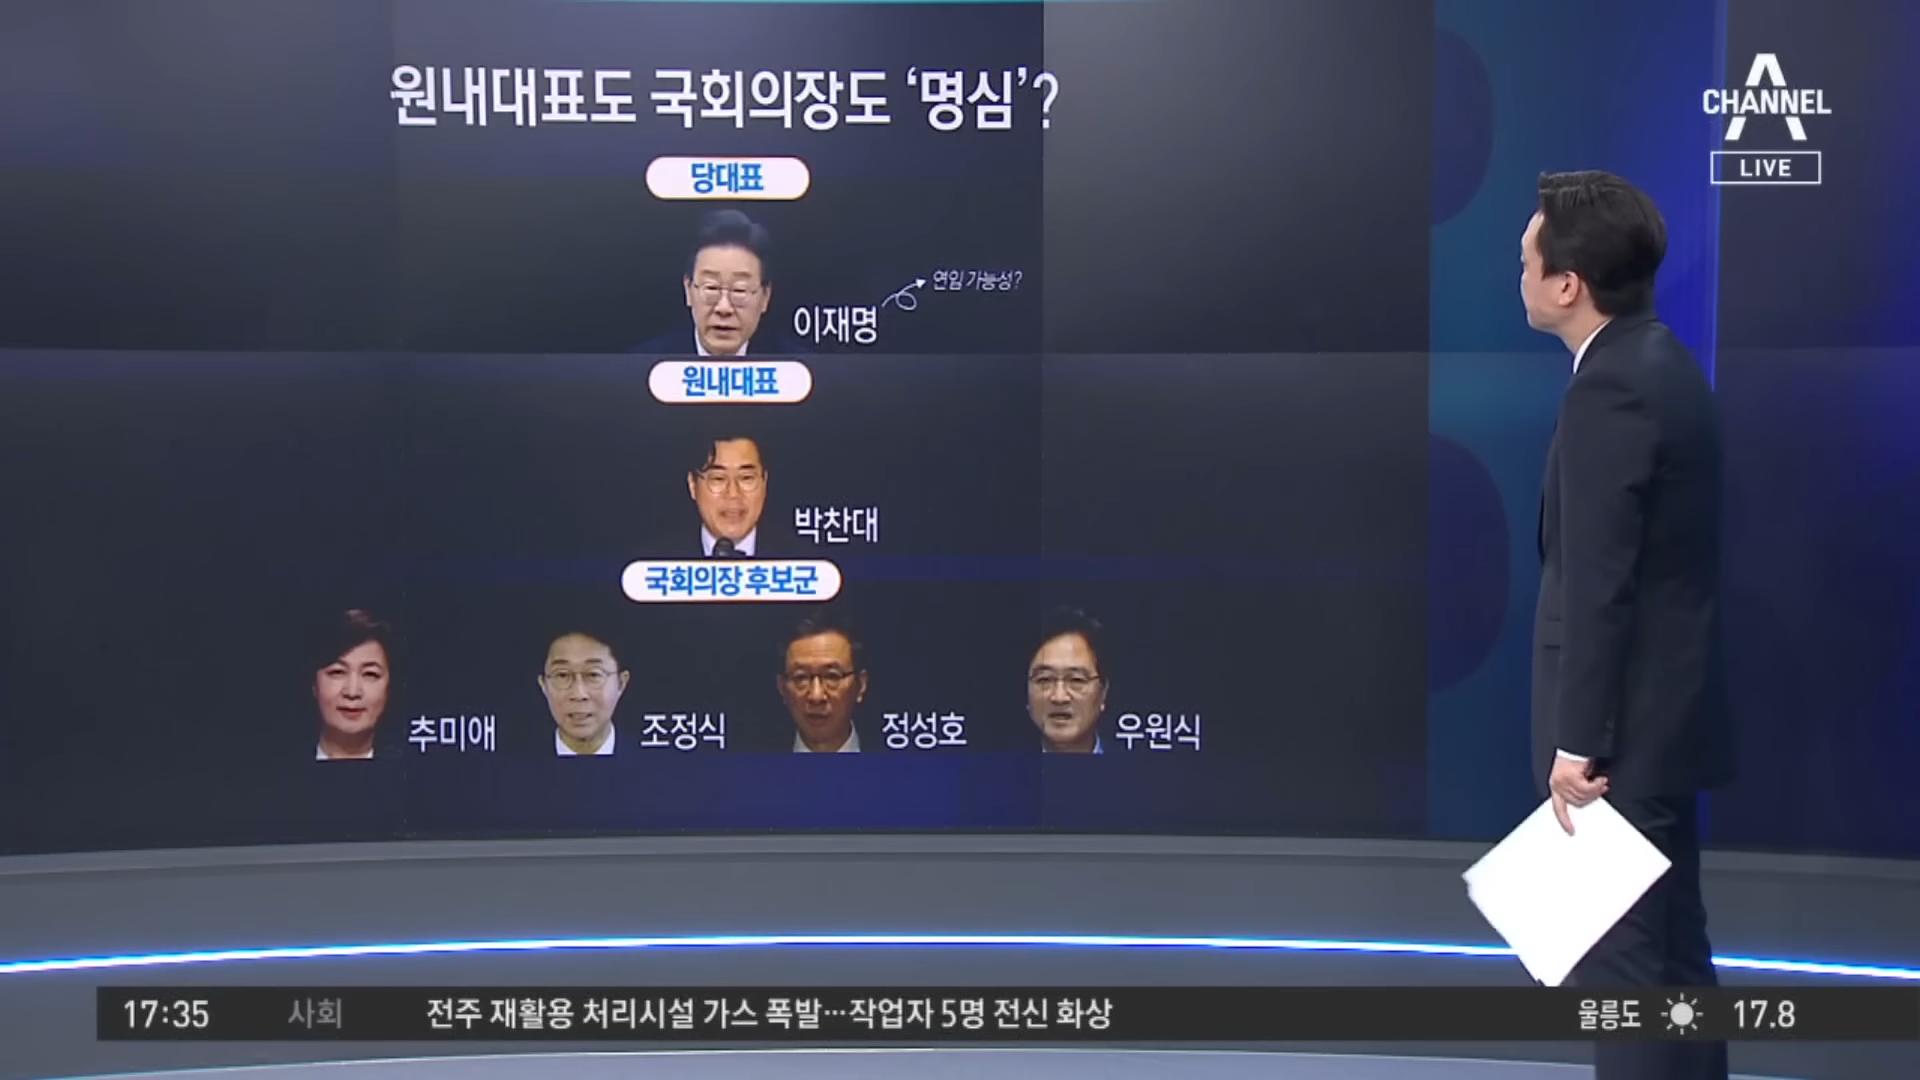 원내대표도 국회의장도 ‘명심’?
CHANNEL A
LIVE
당대표
이재명
연임 가능성?
원내대표
박찬대
국회의장 후보군
추미애
조정식
정성호
우원식
17:35 사회 전주 재활용 처리시설 가스 폭발…작업자 5명 전신 화상 울릉도 17.8